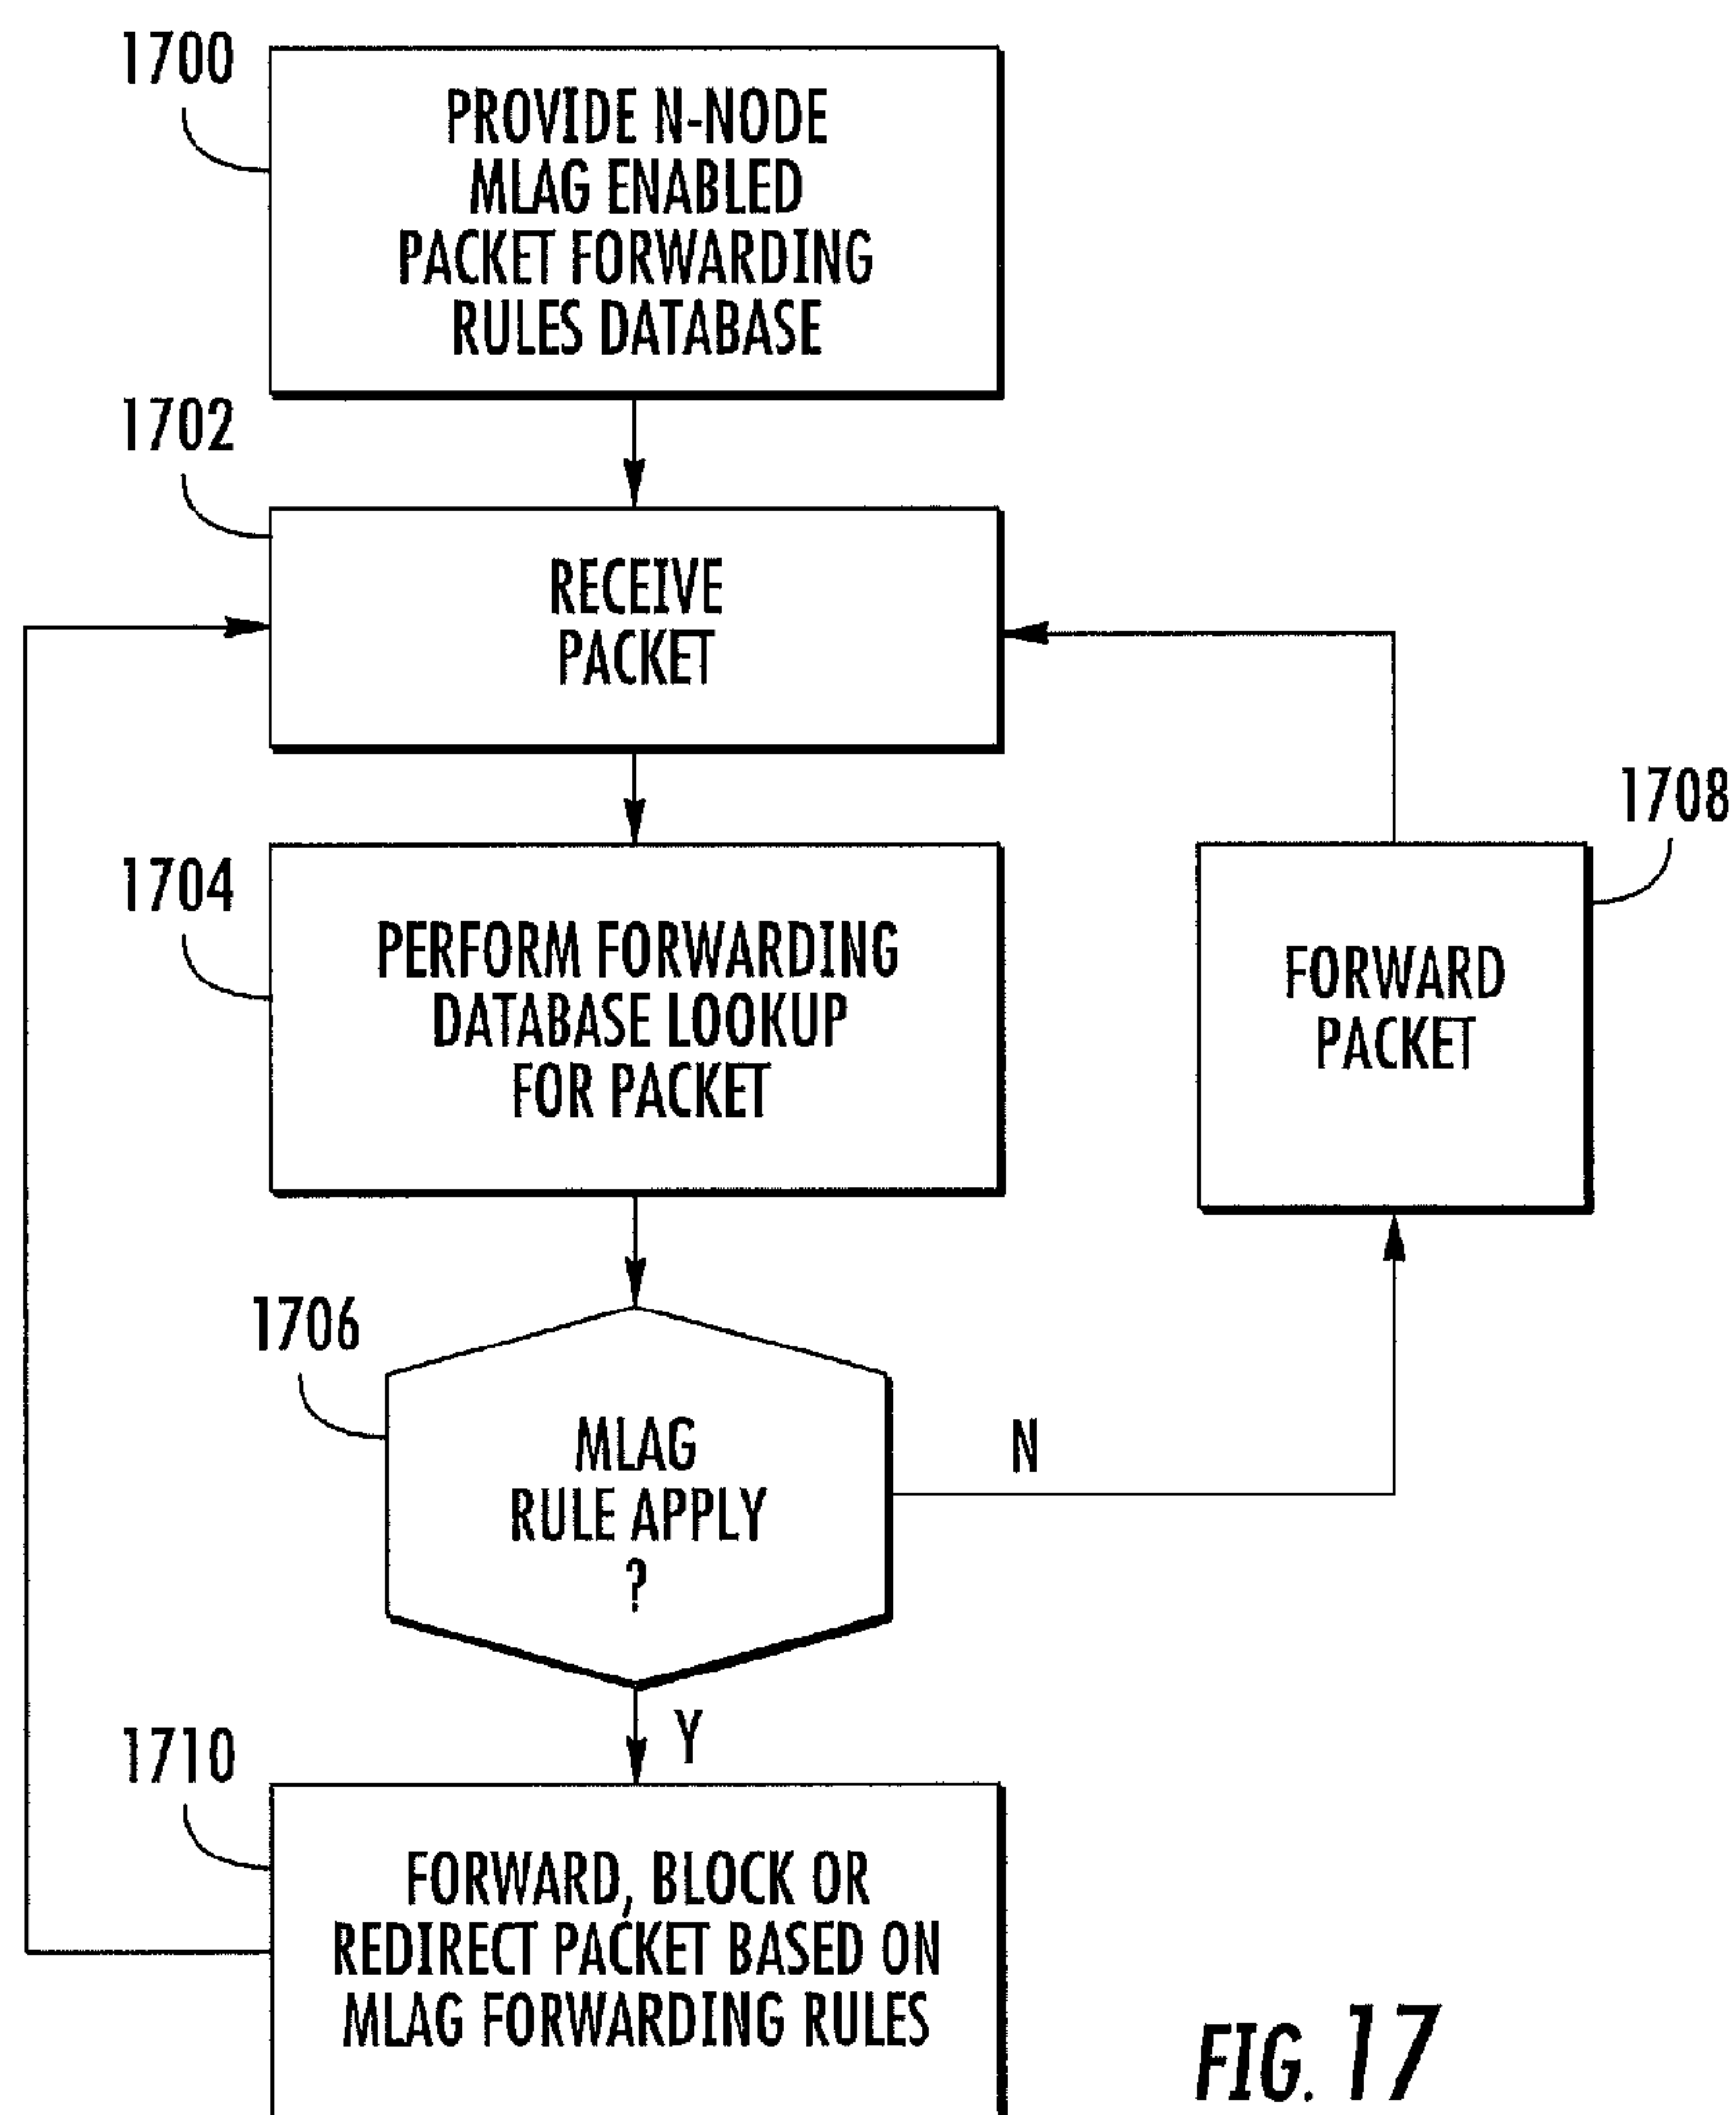 1700
PROVIDE N-NODE
MLAG ENABLED
PACKET FORWARDING
RULES DATABASE
1702
RECEIVE
PACKET
1704
PERFORM FORWARDING
DATABASE LOOKUP
FOR PACKET
1708
FORWARD
PACKET
1706
MLAG
RULE APPLY
?
N
Y
1710
FORWARD, BLOCK OR
REDIRECT PACKET BASED ON
MLAG FORWARDING RULES
FIG. 17